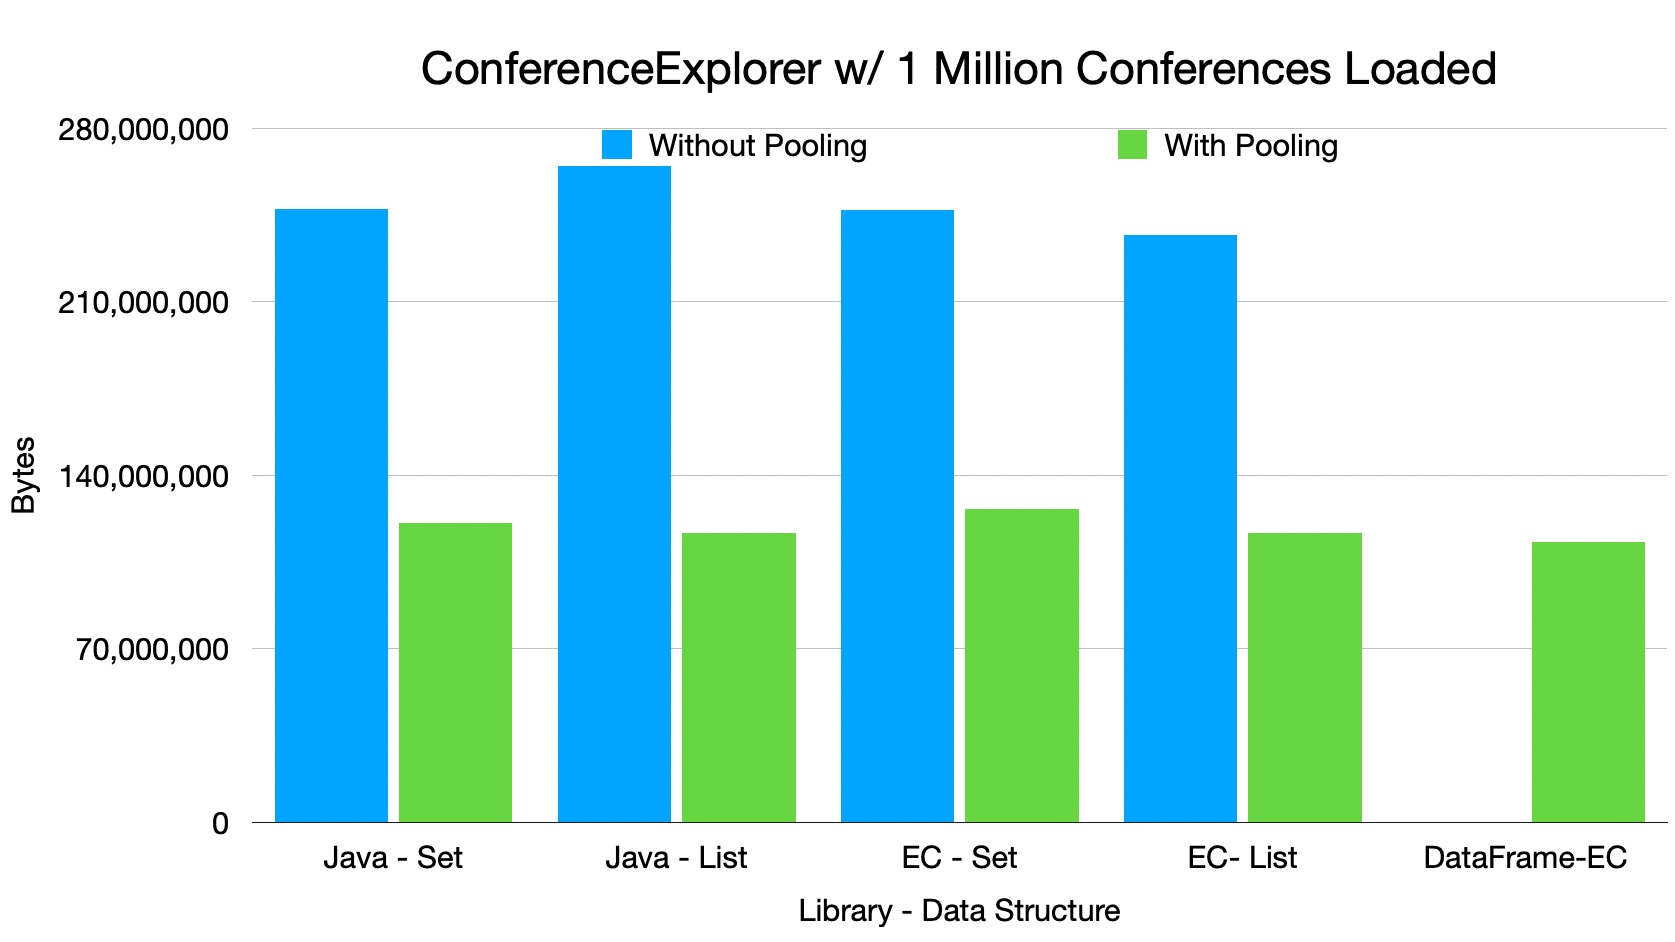 ConferenceExplorer w/ 1 Million Conferences Loaded
Without Pooling
With Pooling
280,000,000
210,000,000
140,000,000
70,000,000
0
Bytes
Java - Set
Java - List
EC - Set
EC- List
DataFrame-EC
Library - Data Structure